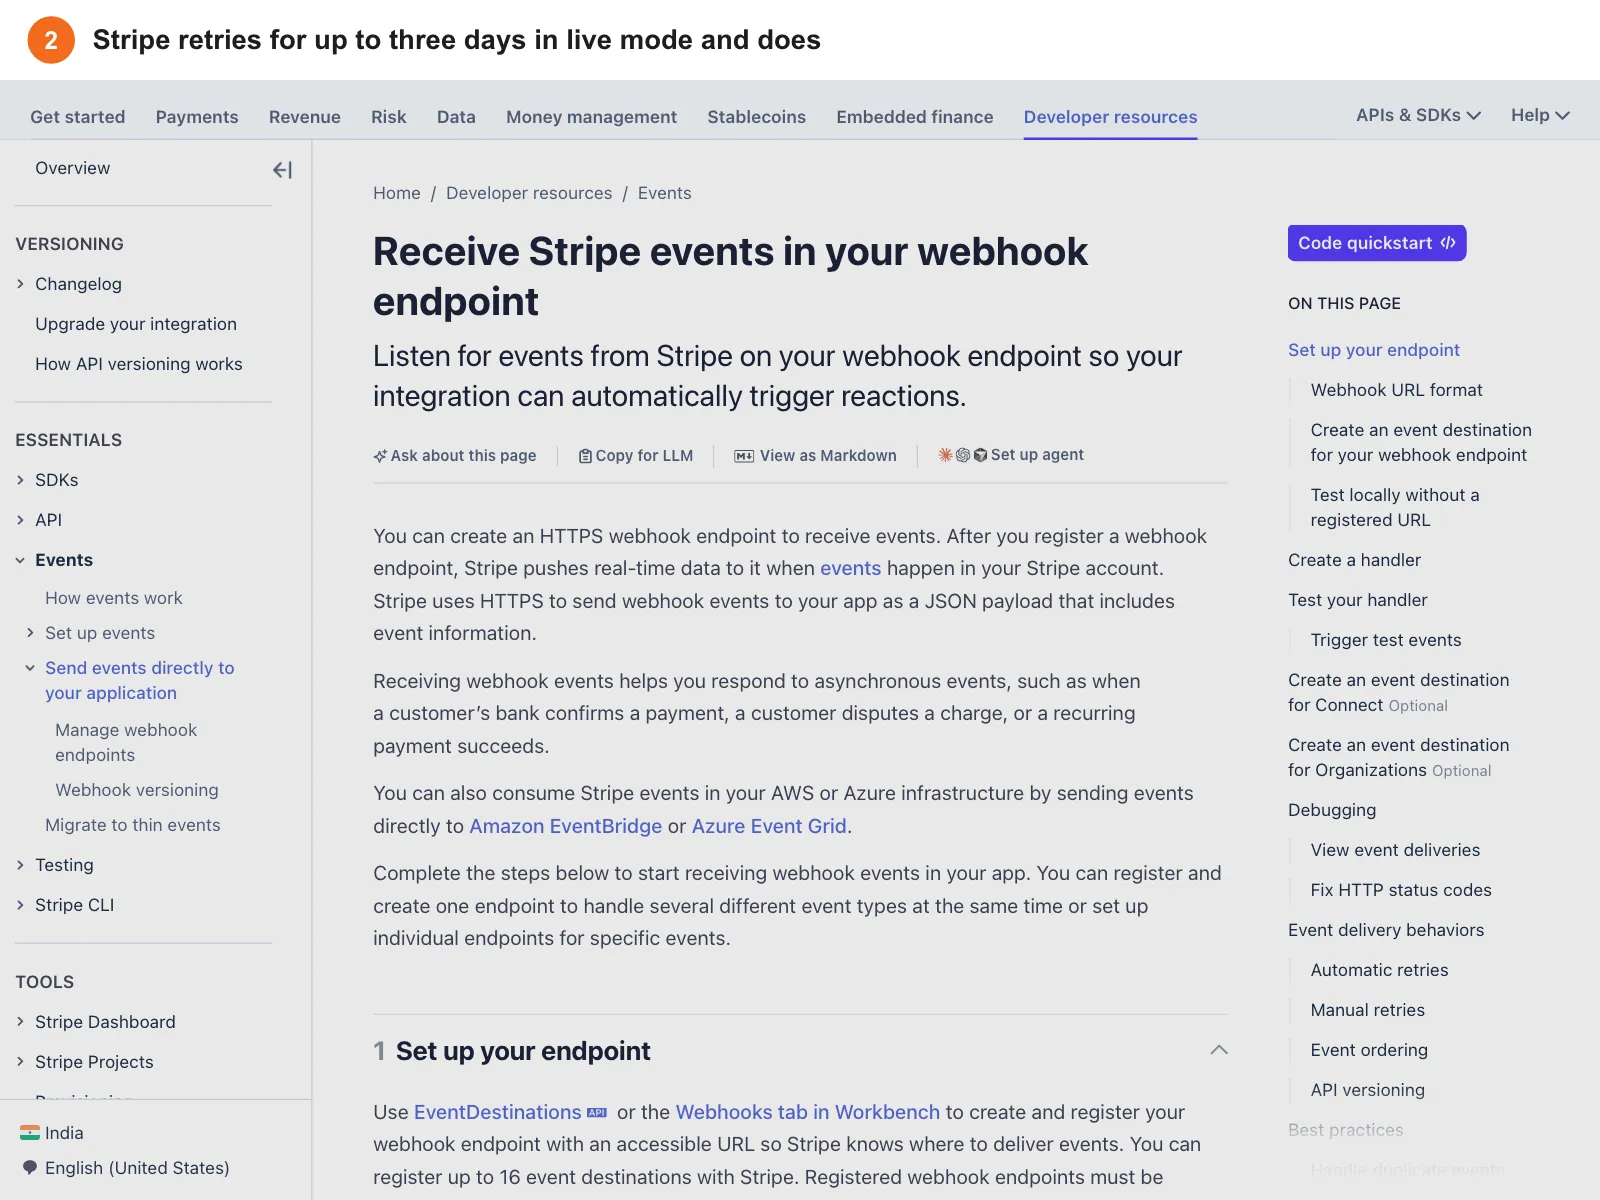 2 Stripe retries for up to three days in live mode and does
Get started Payments Revenue Risk Data Money management Stablecoins Embedded finance Developer resources APIs & SDKs Help
Overview
VERSIONING
Changelog
Upgrade your integration
How API versioning works
ESSENTIALS
SDKs
API
Events
How events work
Set up events
Send events directly to
your application
Manage webhook
endpoints
Webhook versioning
Migrate to thin events
Testing
Stripe CLI
TOOLS
Stripe Dashboard
Stripe Projects
India
English (United States)
Home / Developer resources / Events
Receive Stripe events in your webhook
endpoint
Listen for events from Stripe on your webhook endpoint so your
integration can automatically trigger reactions.
Ask about this page Copy for LLM View as Markdown Set up agent
You can create an HTTPS webhook endpoint to receive events. After you register a webhook
endpoint, Stripe pushes real-time data to it when events happen in your Stripe account.
Stripe uses HTTPS to send webhook events to your app as a JSON payload that includes
event information.
Receiving webhook events helps you respond to asynchronous events, such as when
a customer’s bank confirms a payment, a customer disputes a charge, or a recurring
payment succeeds.
You can also consume Stripe events in your AWS or Azure infrastructure by sending events
directly to Amazon EventBridge or Azure Event Grid.
Complete the steps below to start receiving webhook events in your app. You can register and
create one endpoint to handle several different event types at the same time or set up
individual endpoints for specific events.
1 Set up your endpoint
Use EventDestinations API or the Webhooks tab in Workbench to create and register your
webhook endpoint with an accessible URL so Stripe knows where to deliver events. You can
register up to 16 event destinations with Stripe. Registered webhook endpoints must be
Code quickstart
ON THIS PAGE
Set up your endpoint
Webhook URL format
Create an event destination
for your webhook endpoint
Test locally without a
registered URL
Create a handler
Test your handler
Trigger test events
Create an event destination
for Connect Optional
Create an event destination
for Organizations Optional
Debugging
View event deliveries
Fix HTTP status codes
Event delivery behaviors
Automatic retries
Manual retries
Event ordering
API versioning
Best practices
Handle duplicate events